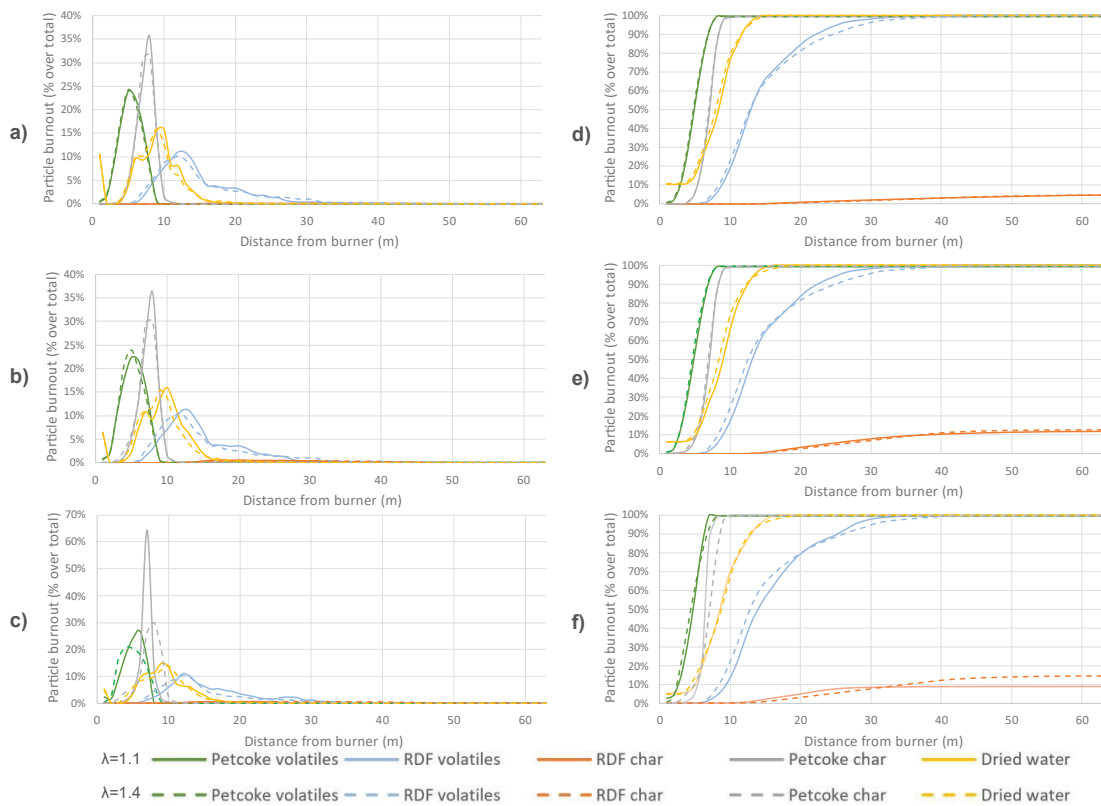 a)
Particle burnout (% over total)
40%
35%
30%
25%
20%
15%
10%
5%
0%
0 10 20 30 40 50 60
Distance from burner (m)
d)
Particle burnout (% over total)
100%
90%
80%
70%
60%
50%
40%
30%
20%
10%
0%
0 10 20 30 40 50 60
Distance from burner (m)
b)
Particle burnout (% over total)
40%
35%
30%
25%
20%
15%
10%
5%
0%
0 10 20 30 40 50 60
Distance from burner (m)
e)
Particle burnout (% over total)
100%
90%
80%
70%
60%
50%
40%
30%
20%
10%
0%
0 10 20 30 40 50 60
Distance from burner (m)
c)
Particle burnout (% over total)
70%
60%
50%
40%
30%
20%
10%
0%
0 10 20 30 40 50 60
Distance from burner (m)
f)
Particle burnout (% over total)
100%
90%
80%
70%
60%
50%
40%
30%
20%
10%
0%
0 10 20 30 40 50 60
Distance from burner (m)
λ=1.1 Petcoke volatiles RDF volatiles RDF char Petcoke char Dried water
λ=1.4 Petcoke volatiles RDF volatiles RDF char Petcoke char Dried water